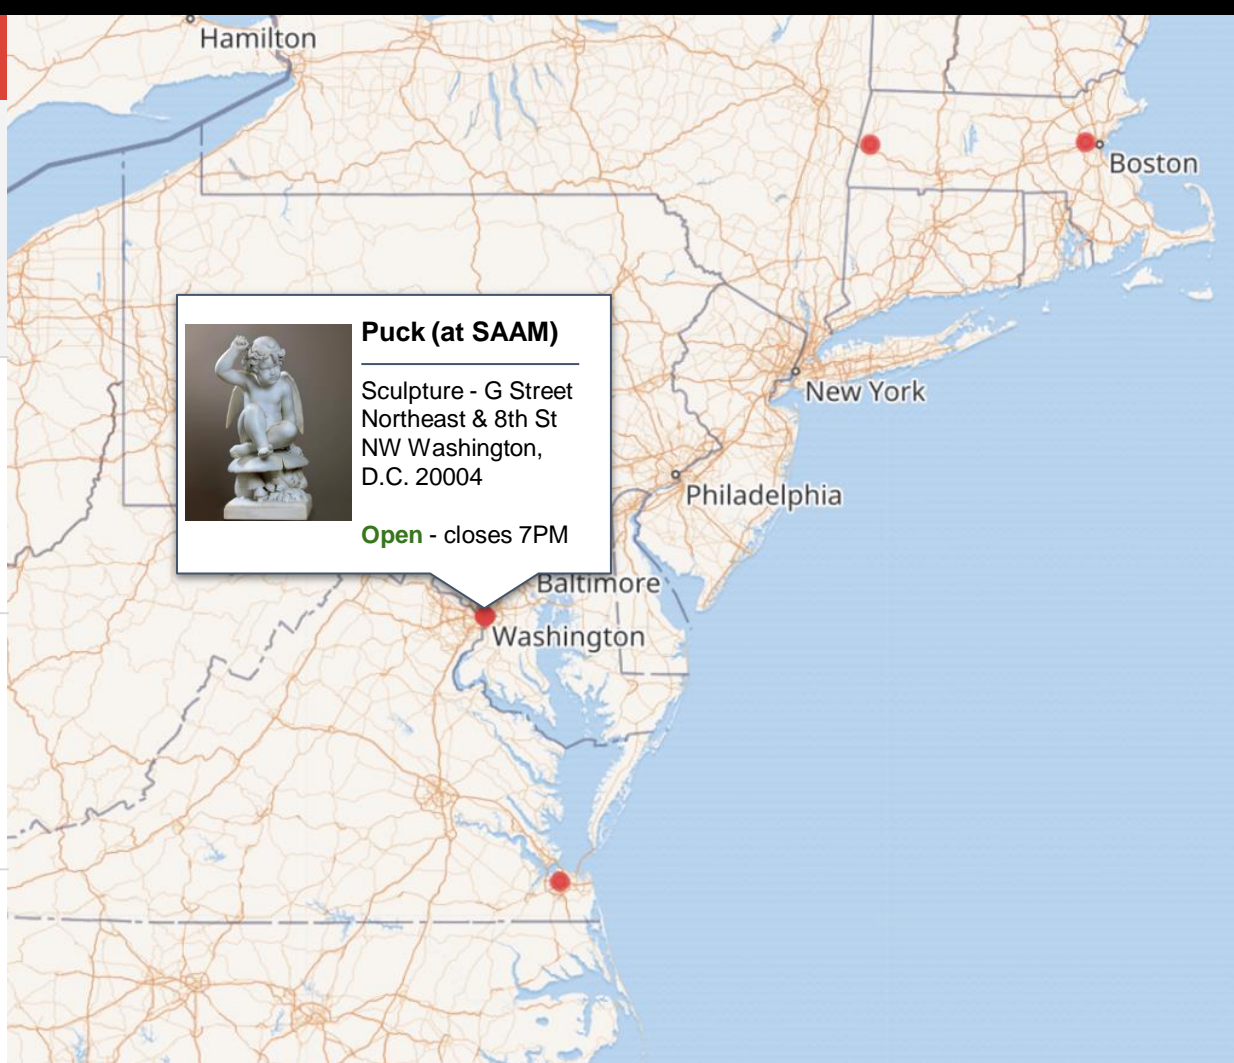 Hamilton
Boston
Puck (at SAAM)
Sculpture - G Street
Northeast & 8th St
NW Washington,
D.C. 20004
Open - closes 7PM
New York
Philadelphia
Baltimore
Washington